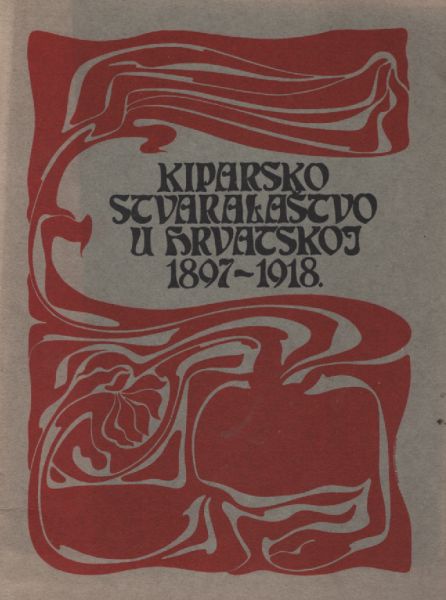 KIPARSKO
STVARALAŠTVO
U HRVATSKOJ
1897~1918.